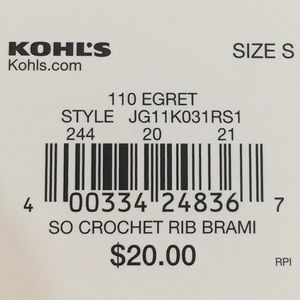 KOHL'S SIZE S
Kohls.com
110 EGRET
STYLE JG11K031RS1
244 20 21
4 00334 24836 7
SO CROCHET RIB BRAMI
$20.00
RPI